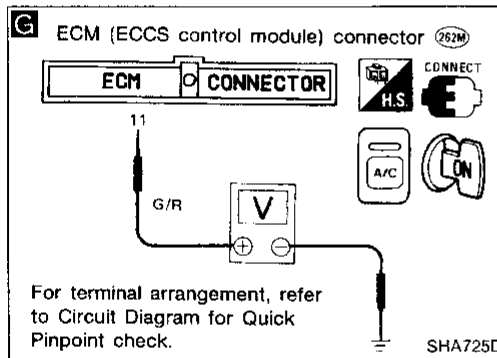 G
ECM (ECCS control module) connector 262M
ECM CONNECTOR
H.S.
CONNECT
A/C
ON
11
G/R
V
+ −
For terminal arrangement, refer
to Circuit Diagram for Quick
Pinpoint check.
SHA725D